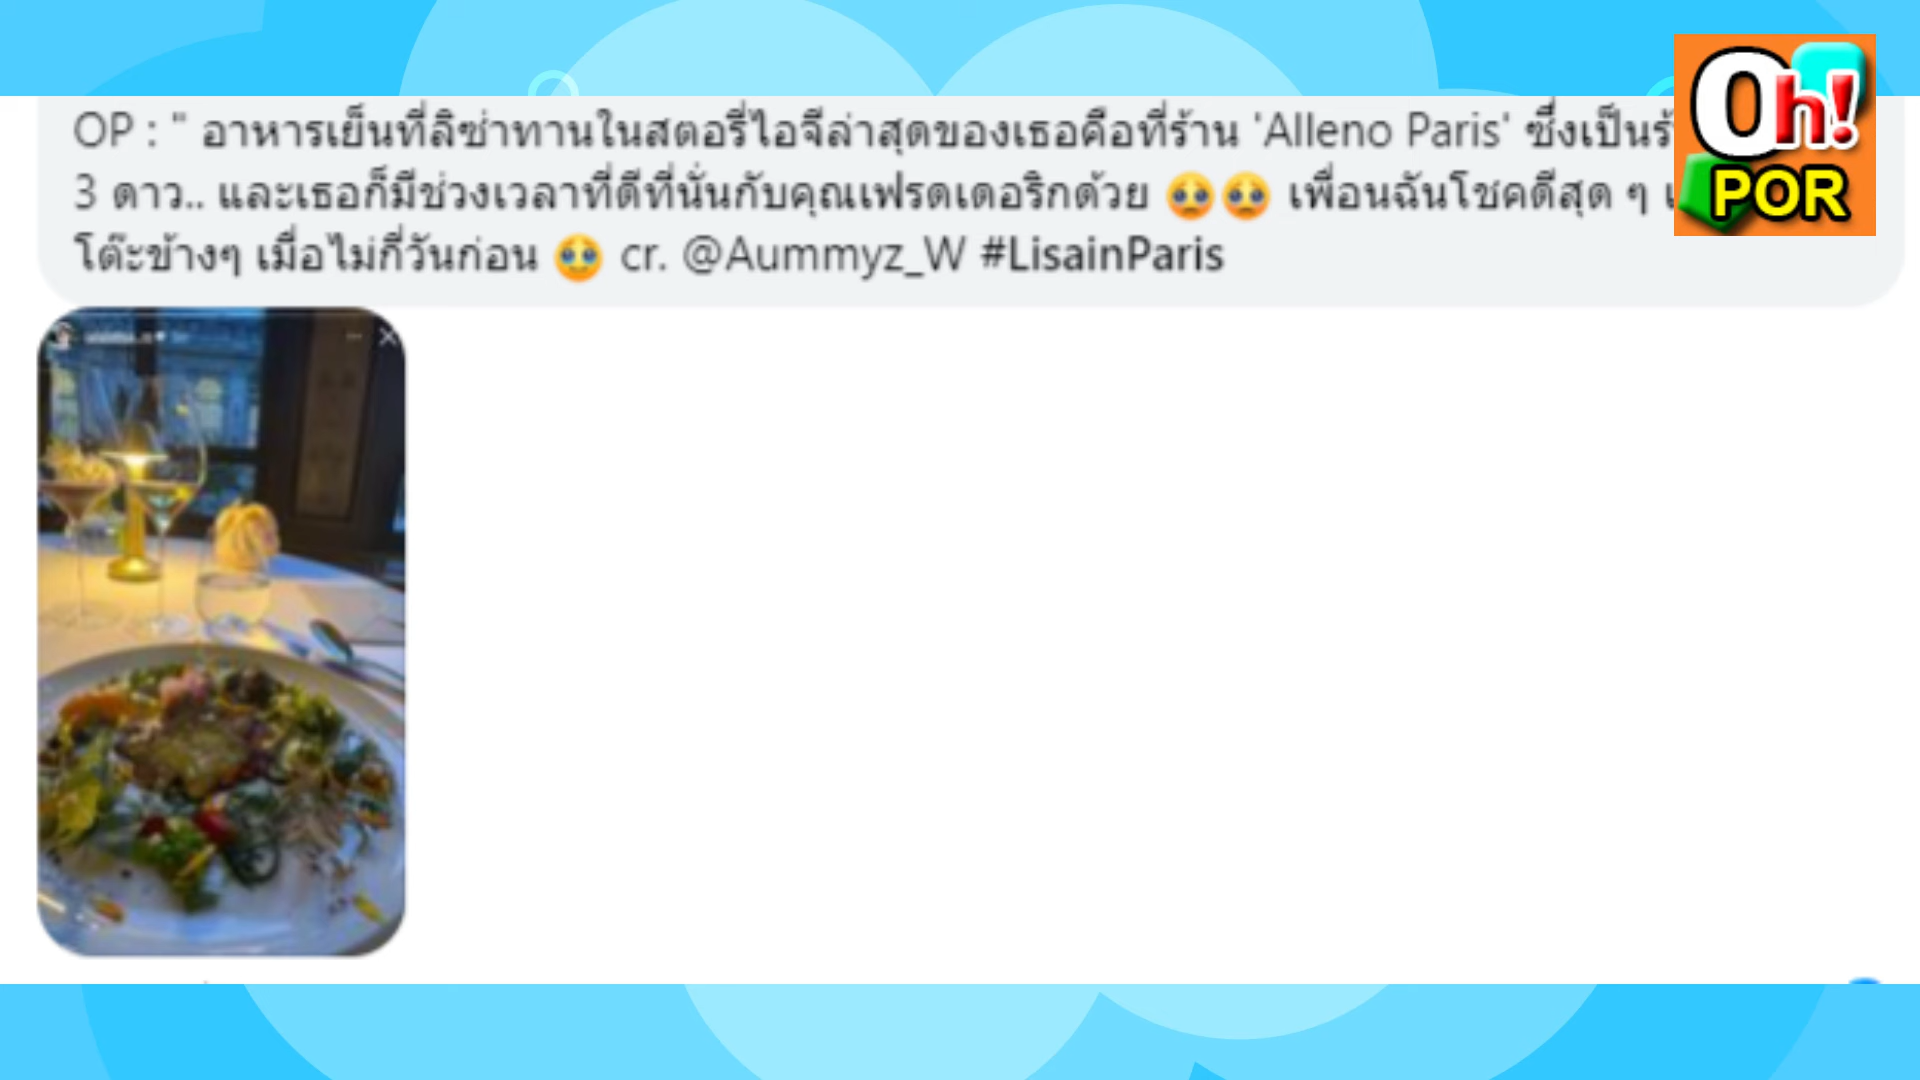 OP : " อาหารเย็นที่ลิซ่าทานในสตอรี่ไอจีล่าสุดของเธอคือที่ร้าน 'Alleno Paris' ซึ่งเป็น
3 ดาว.. และเธอก็มีช่วงเวลาที่ดีที่นั่นกับคุณเฟรดเดอริกด้วย 🥺🥺 เพื่อนฉันโชคดีสุด ๆ
โต๊ะข้างๆ เมื่อไม่กี่วันก่อน 🥹 cr. @Aummyz_W #LisainParis
Oh!
POR